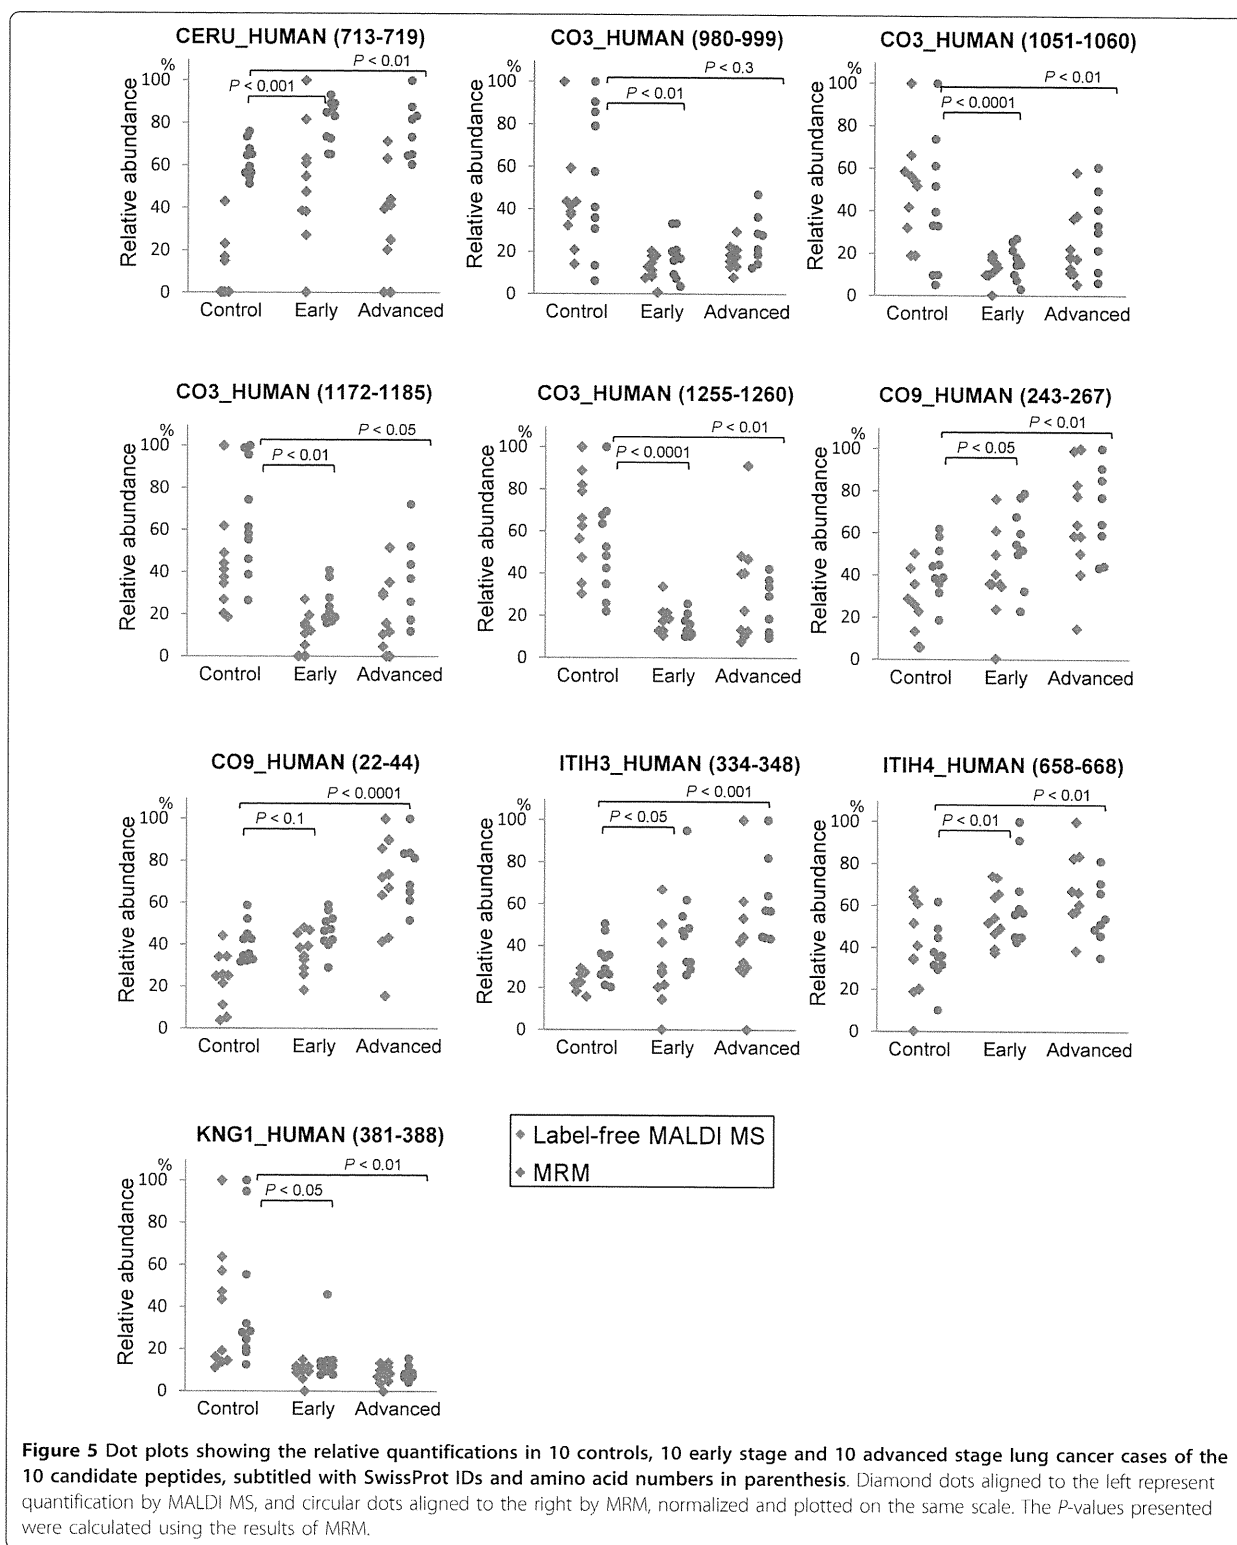 CERU_HUMAN (713-719)
%
P < 0.01
P < 0.001
100
80
60
40
20
0
Relative abundance
Control Early Advanced
CO3_HUMAN (980-999)
%
P < 0.3
P < 0.01
100
80
60
40
20
0
Relative abundance
Control Early Advanced
CO3_HUMAN (1051-1060)
%
P < 0.01
P < 0.0001
100
80
60
40
20
0
Relative abundance
Control Early Advanced
CO3_HUMAN (1172-1185)
%
P < 0.05
P < 0.01
100
80
60
40
20
0
Relative abundance
Control Early Advanced
CO3_HUMAN (1255-1260)
%
P < 0.01
P < 0.0001
100
80
60
40
20
0
Relative abundance
Control Early Advanced
CO9_HUMAN (243-267)
%
P < 0.01
P < 0.05
100
80
60
40
20
0
Relative abundance
Control Early Advanced
CO9_HUMAN (22-44)
%
P < 0.0001
P < 0.1
100
80
60
40
20
0
Relative abundance
Control Early Advanced
ITIH3_HUMAN (334-348)
%
P < 0.001
P < 0.05
100
80
60
40
20
0
Relative abundance
Control Early Advanced
ITIH4_HUMAN (658-668)
%
P < 0.01
P < 0.01
100
80
60
40
20
0
Relative abundance
Control Early Advanced
KNG1_HUMAN (381-388)
%
P < 0.01
P < 0.05
100
80
60
40
20
0
Relative abundance
Control Early Advanced
Label-free MALDI MS
MRM
Figure 5 Dot plots showing the relative quantifications in 10 controls, 10 early stage and 10 advanced stage lung cancer cases of the
10 candidate peptides, subtitled with SwissProt IDs and amino acid numbers in parenthesis. Diamond dots aligned to the left represent
quantification by MALDI MS, and circular dots aligned to the right by MRM, normalized and plotted on the same scale. The P-values presented
were calculated using the results of MRM.